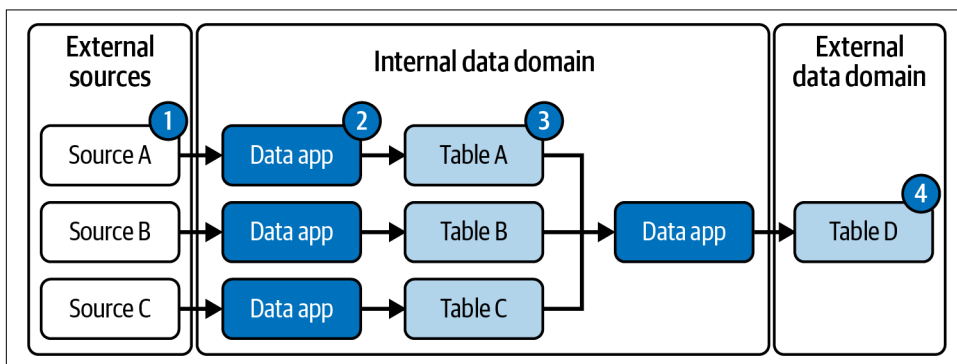 External
sources
Internal data domain
External
data domain
1
2
3
Source A
Data app
Table A
4
Source B
Data app
Table B
Data app
Table D
Source C
Data app
Table C